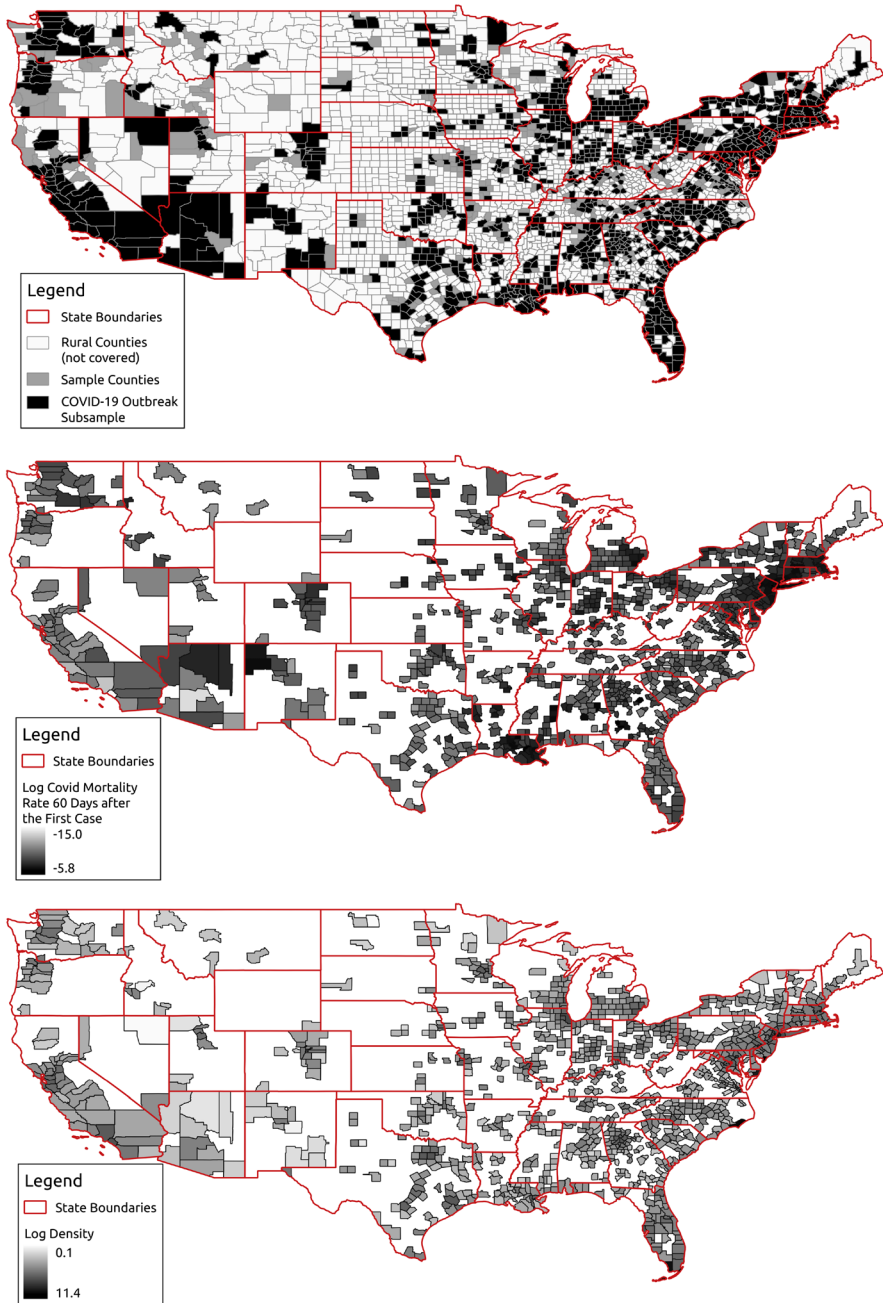 Legend
State Boundaries
Rural Counties
(not covered)
Sample Counties
COVID-19 Outbreak
Subsample
Legend
State Boundaries
Log Covid Mortality
Rate 60 Days after
the First Case
-15.0
-5.8
Legend
State Boundaries
Log Density
0.1
11.4